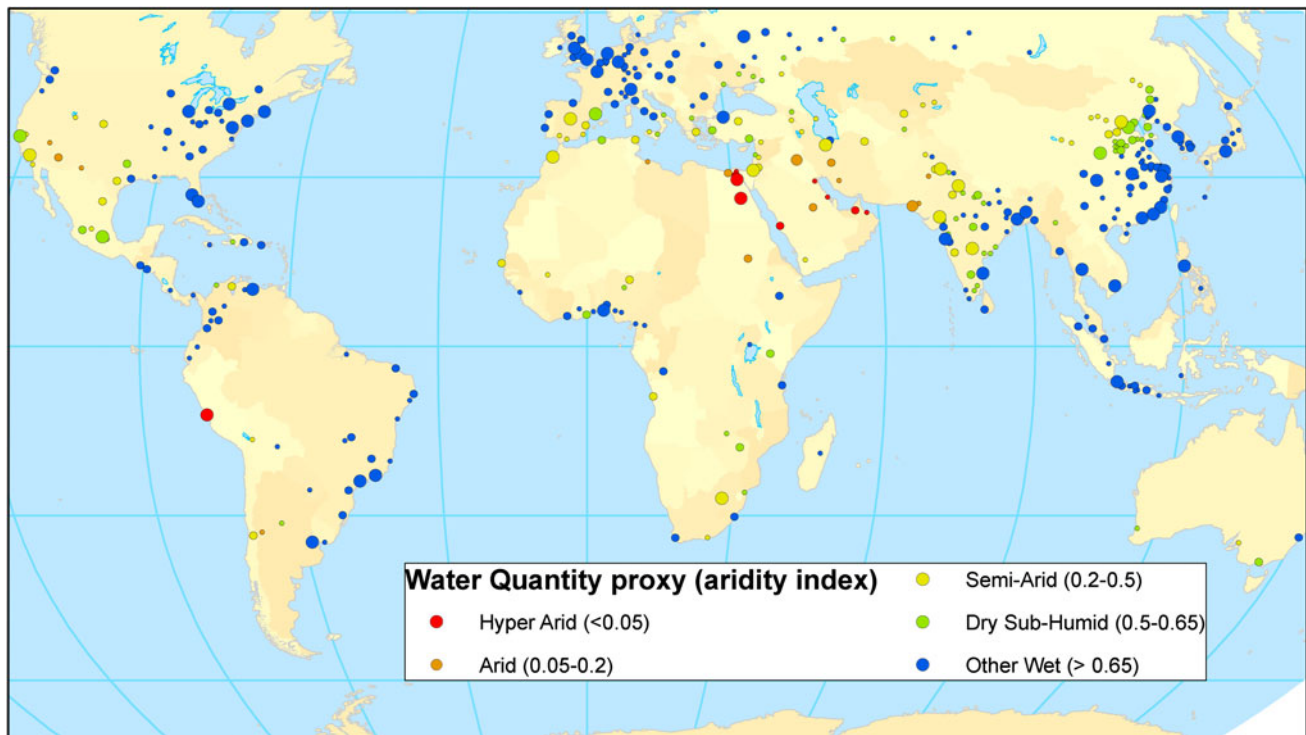 Water Quantity proxy (aridity index)
Hyper Arid (<0.05)
Arid (0.05-0.2)
Semi-Arid (0.2-0.5)
Dry Sub-Humid (0.5-0.65)
Other Wet (> 0.65)